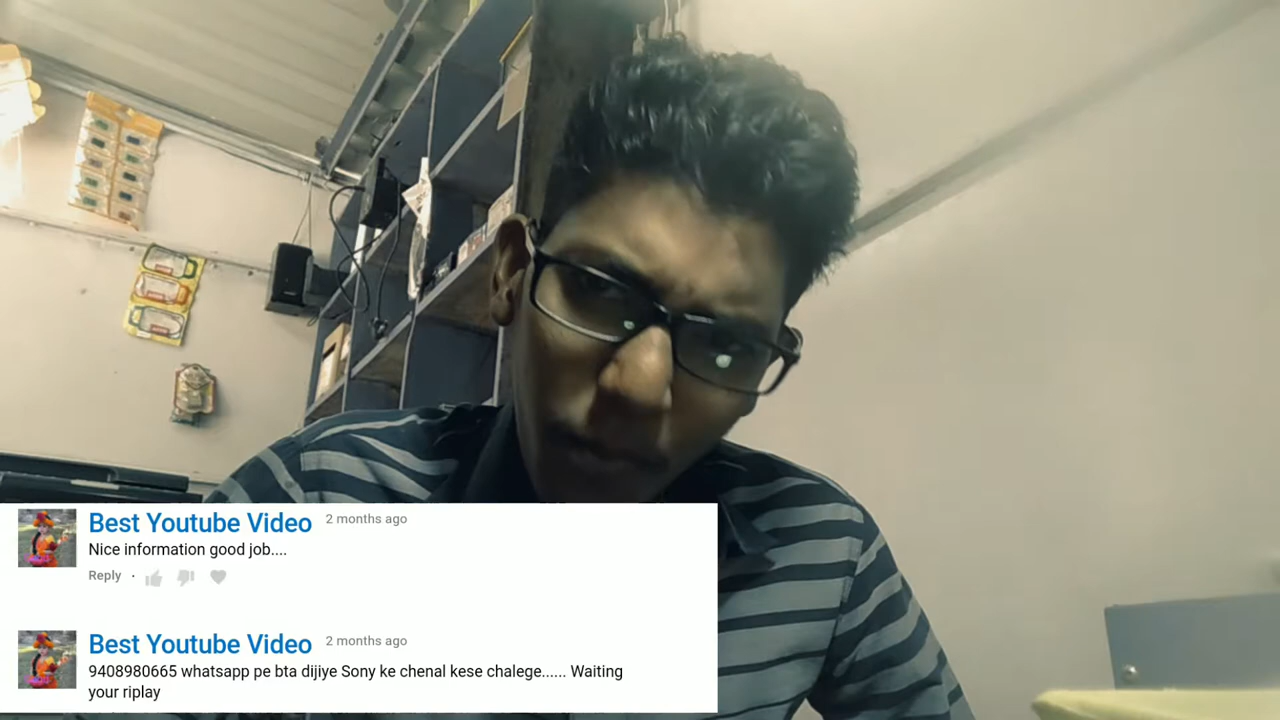 Best Youtube Video 2 months ago
Nice information good job....
Reply ·
Best Youtube Video 2 months ago
9408980665 whatsapp pe bta dijiye Sony ke chenal kese chalege...... Waiting
your riplay